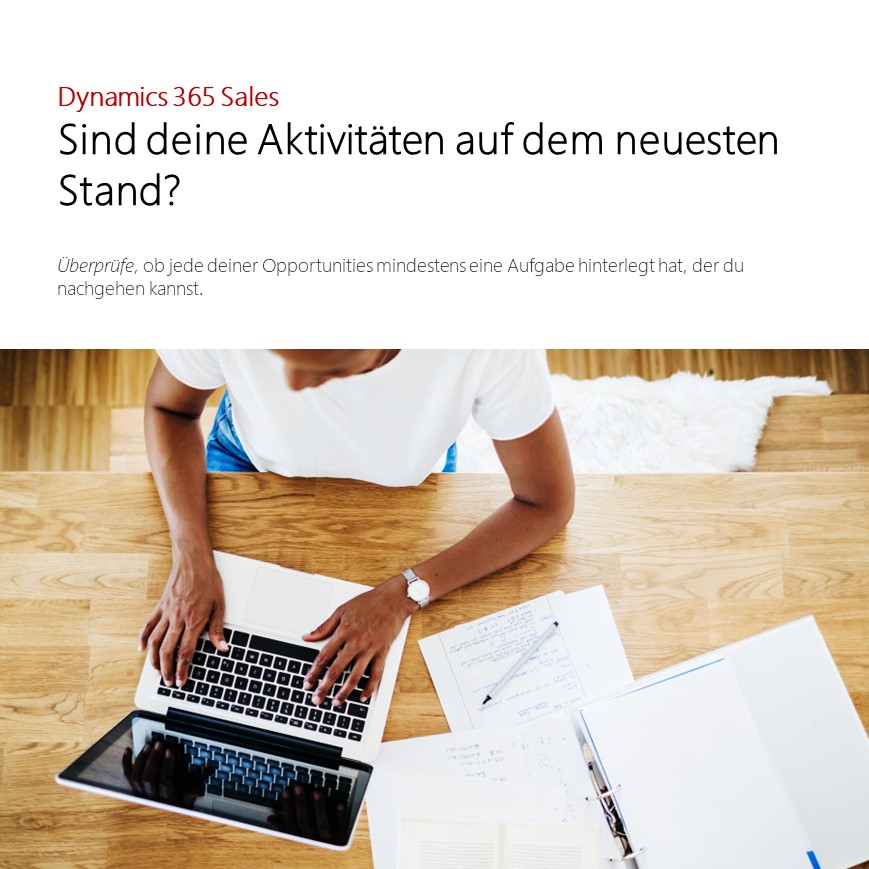 Dynamics 365 Sales
Sind deine Aktivitäten auf dem neuesten
Stand?
Überprüfe, ob jede deiner Opportunities mindestens eine Aufgabe hinterlegt hat, der du
nachgehen kannst.